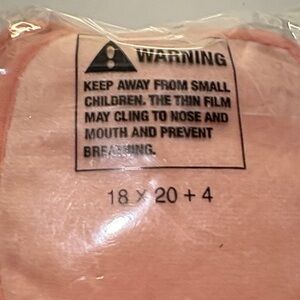 WARNING
KEEP AWAY FROM SMALL
CHILDREN. THE THIN FILM
MAY CLING TO NOSE AND
MOUTH AND PREVENT
BREATHING.
18 x 20 + 4